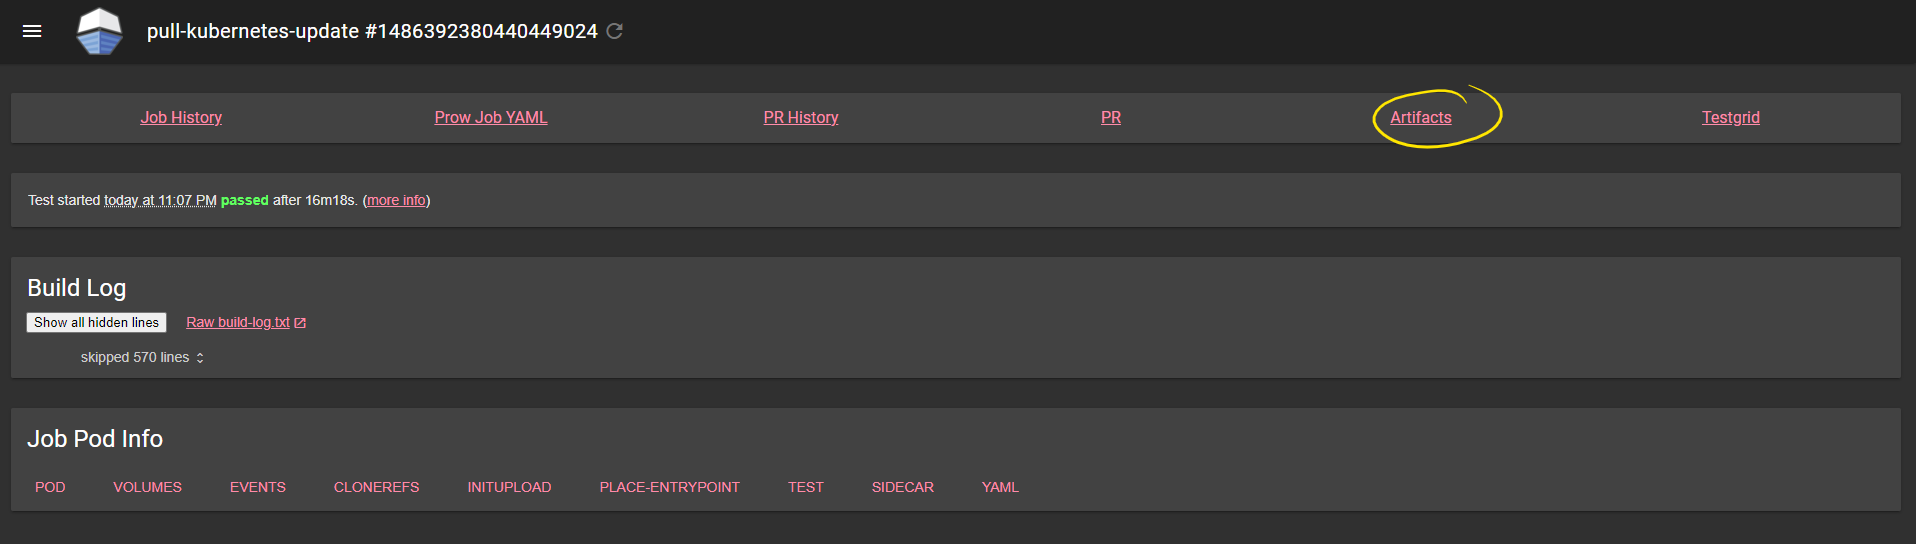 pull-kubernetes-update #1486392380440449024
Job History Prow Job YAML PR History PR Artifacts Testgrid
Test started today at 11:07 PM passed after 16m18s. (more info)
Build Log
Show all hidden lines Raw build-log.txt
skipped 570 lines
Job Pod Info
POD VOLUMES EVENTS CLONEREFS INITUPLOAD PLACE-ENTRYPOINT TEST SIDECAR YAML